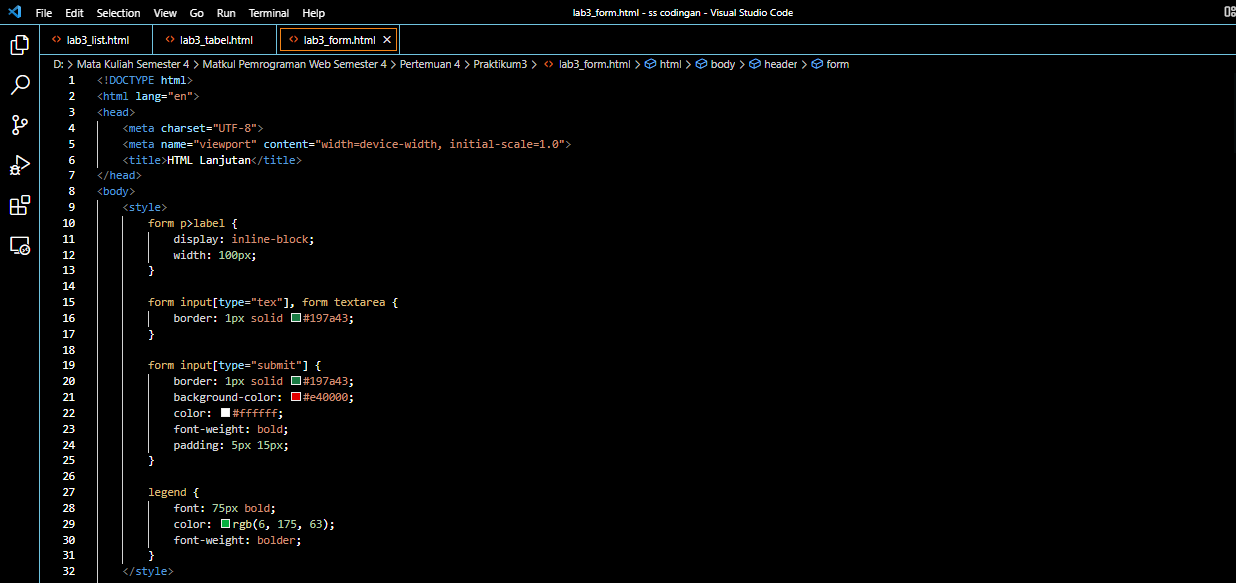 File Edit Selection View Go Run Terminal Help lab3_form.html - ss codingan - Visual Studio Code
lab3_list.html lab3_tabel.html lab3_form.html
D: > Mata Kuliah Semester 4 > Matkul Pemrograman Web Semester 4 > Pertemuan 4 > Praktikum3 > lab3_form.html > html > body > header > form
1 <!DOCTYPE html>
2 <html lang="en">
3 <head>
4 <meta charset="UTF-8">
5 <meta name="viewport" content="width=device-width, initial-scale=1.0">
6 <title>HTML Lanjutan</title>
7 </head>
8 <body>
9 <style>
10 form p>label {
11 display: inline-block;
12 width: 100px;
13 }
14
15 form input[type="tex"], form textarea {
16 border: 1px solid #197a43;
17 }
18
19 form input[type="submit"] {
20 border: 1px solid #197a43;
21 background-color: #e40000;
22 color: #ffffff;
23 font-weight: bold;
24 padding: 5px 15px;
25 }
26
27 legend {
28 font: 75px bold;
29 color: rgb(6, 175, 63);
30 font-weight: bolder;
31 }
32 </style>